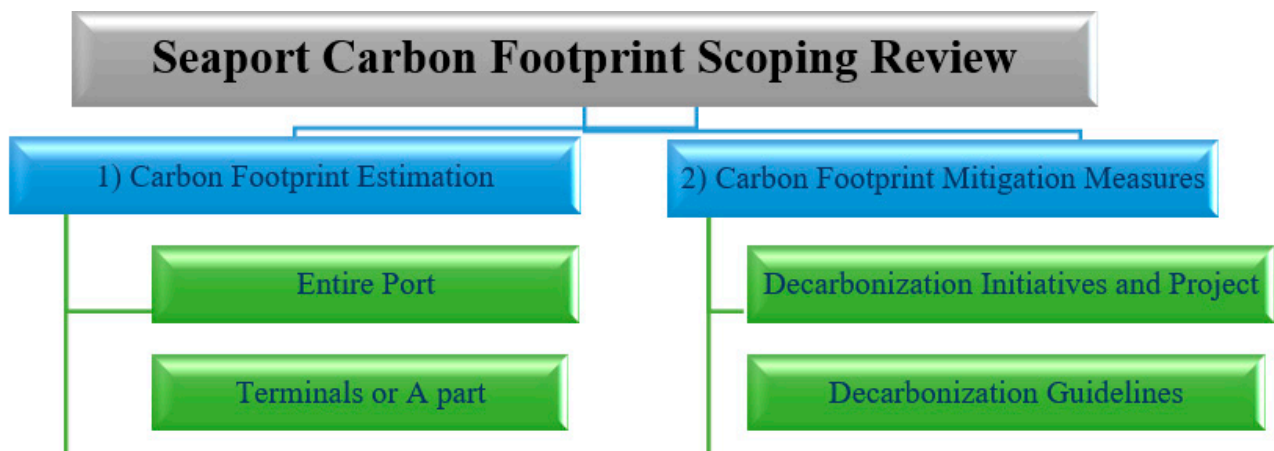 Seaport Carbon Footprint Scoping Review
1) Carbon Footprint Estimation
Entire Port
Terminals or A part
2) Carbon Footprint Mitigation Measures
Decarbonization Initiatives and Project
Decarbonization Guidelines